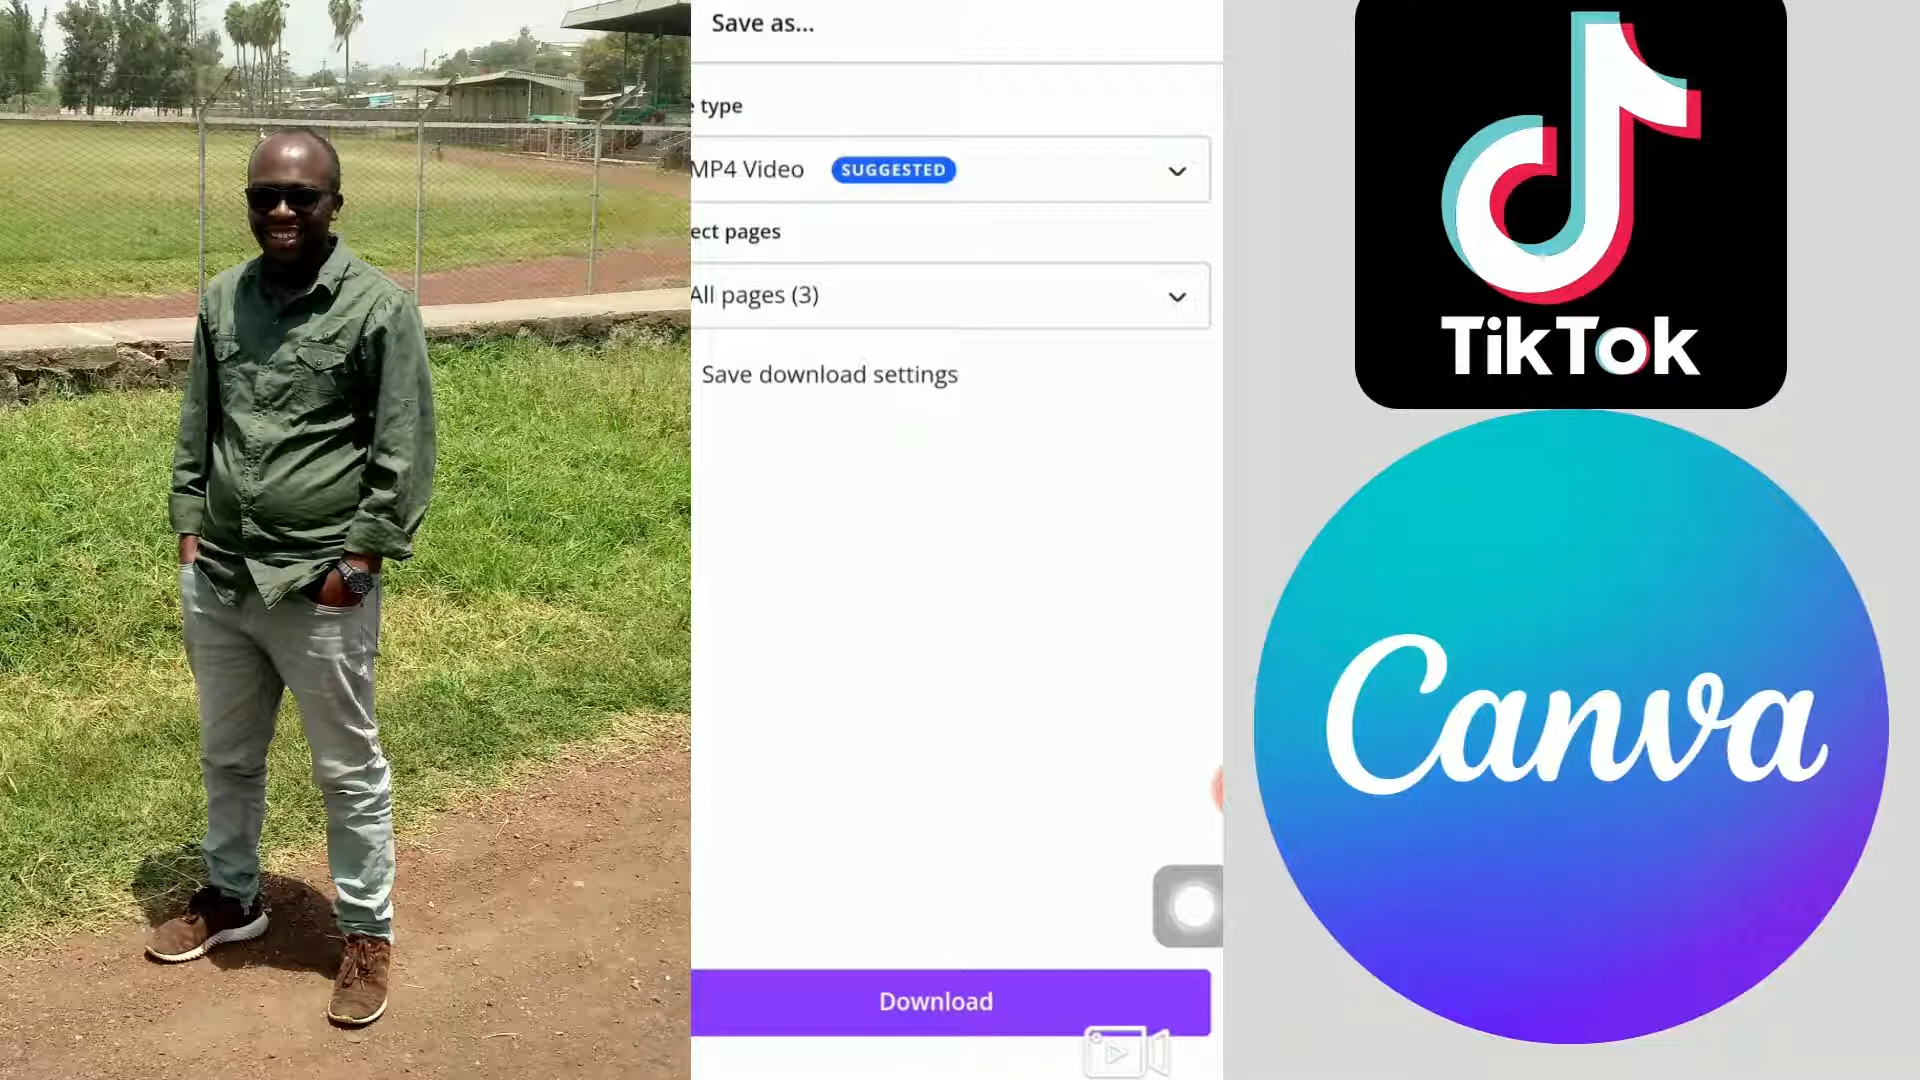 Save as...
e type
MP4 Video SUGGESTED
ect pages
All pages (3)
Save download settings
Download
TikTok
Canva